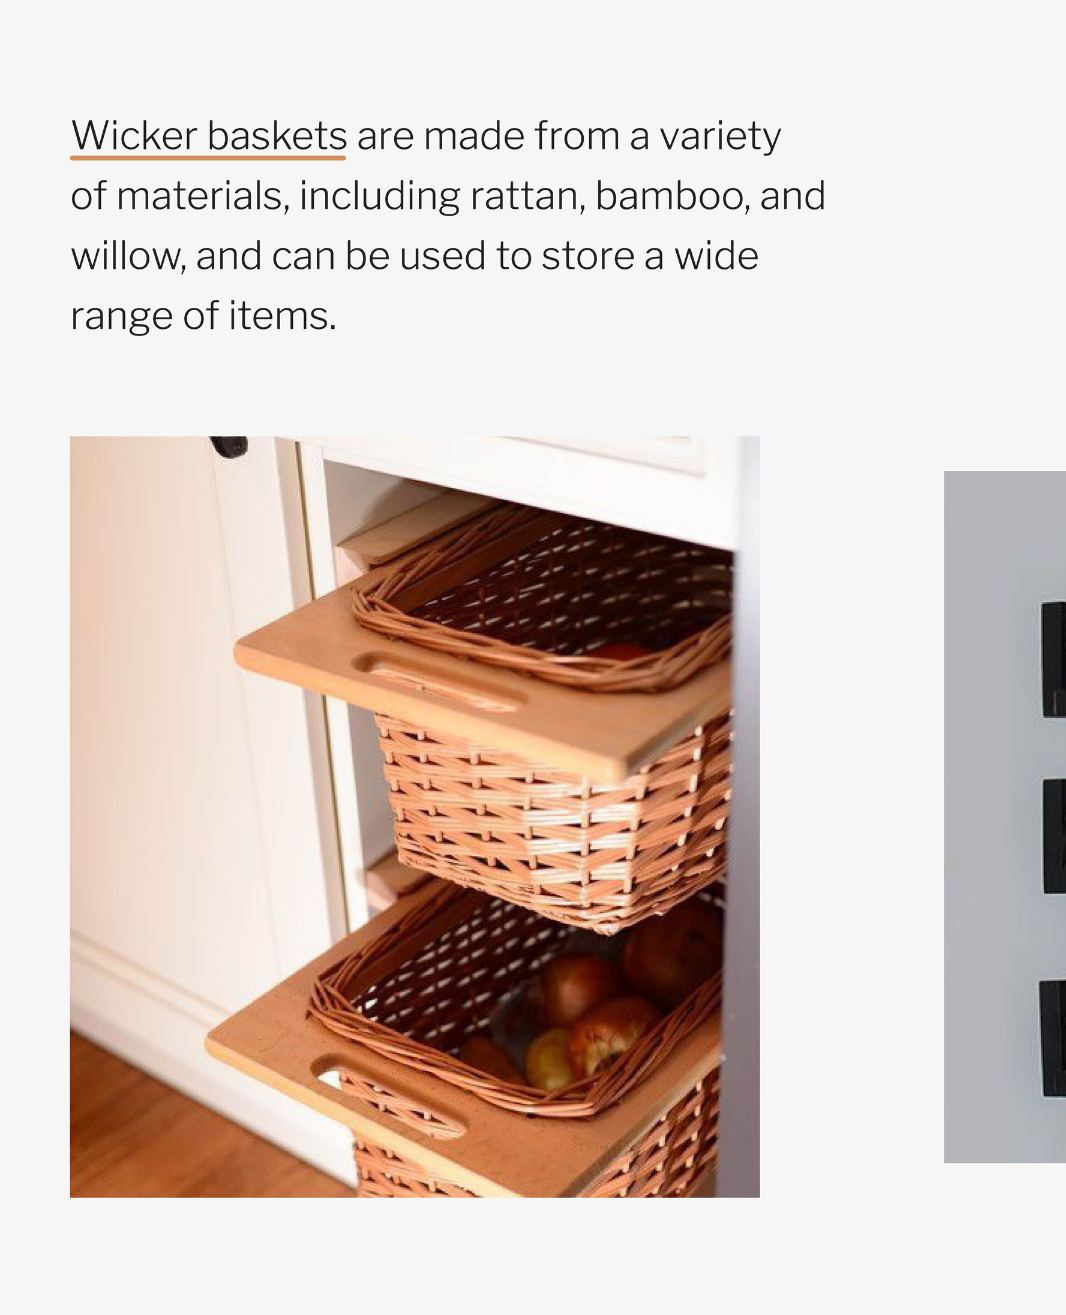 Wicker baskets are made from a variety
of materials, including rattan, bamboo, and
willow, and can be used to store a wide
range of items.